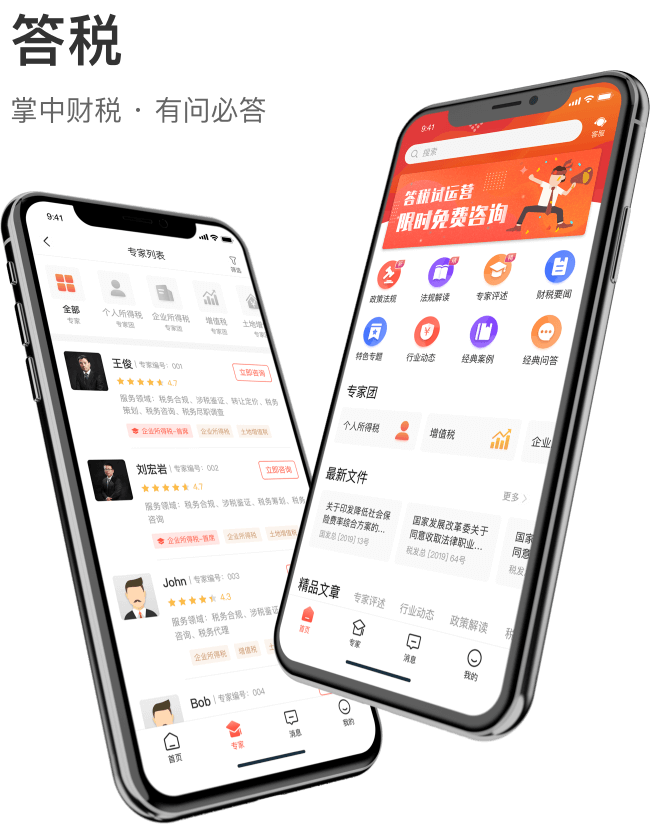 答税
掌中财税 · 有问必答
9:41
专家列表
筛选
全部
专家
个人所得税
专家团
企业所得税
专家团
增值税
专家团
土地增
专家
王俊 | 专家编号：001
立即咨询
4.7
服务领域：税务合规、涉税鉴证、转让定价、税务
策划、税务咨询、税务尽职调查
企业所得税-首席
企业所得税
土地增值税
刘宏岩 | 专家编号：002
立即咨询
4.7
服务领域：税务合规、涉税鉴证、税务筹划、税务
咨询
企业所得税-首席
企业所得税
土地增值税
John | 专家编号：003
4.3
服务领域：税务合规、涉税鉴证
咨询、税务代理
企业所得税
增值税
Bob | 专家编号：004
首页
专家
消息
我的
9:41
搜索
客服
答税试运营
限时免费咨询
政策法规
法规解读
专家评述
财税要闻
特色专题
行业动态
经典案例
经典问答
专家团
个人所得税
增值税
企业
最新文件
更多
关于印发降低社会保
险费率综合方案的...
国发总 [2019] 13号
国家发展改革委关于
同意收取法律职业...
税发总 [2019] 64号
国家
同意
税发
精品文章
专家评述
行业动态
政策解读
税
首页
专家
消息
我的